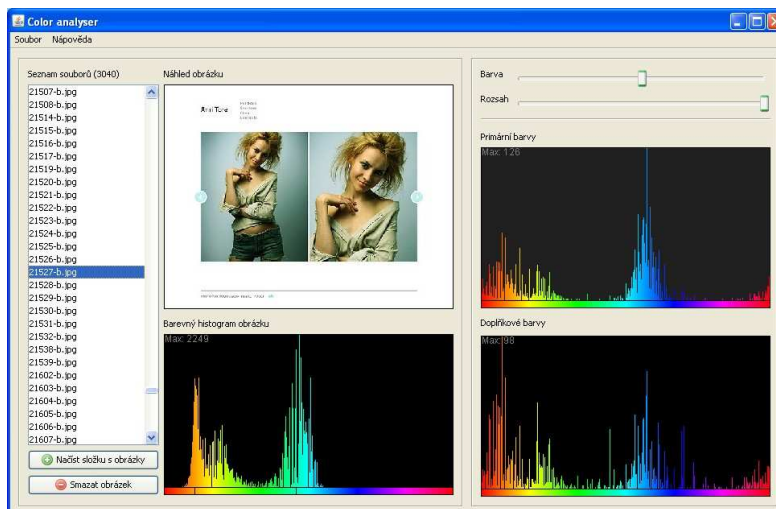 Color analyser
Soubor Nápověda
Seznam souborů (3040)
21507-b.jpg
21508-b.jpg
21514-b.jpg
21515-b.jpg
21516-b.jpg
21517-b.jpg
21519-b.jpg
21520-b.jpg
21521-b.jpg
21522-b.jpg
21523-b.jpg
21524-b.jpg
21525-b.jpg
21526-b.jpg
21527-b.jpg
21528-b.jpg
21529-b.jpg
21530-b.jpg
21531-b.jpg
21532-b.jpg
21538-b.jpg
21539-b.jpg
21602-b.jpg
21603-b.jpg
21604-b.jpg
21605-b.jpg
21606-b.jpg
21607-b.jpg
Načíst složku s obrázky
Smazat obrázek
Náhled obrázku
Barevný histogram obrázku
Max: 2249
Barva
Rozsah
Primární barvy
Max: 126
Doplňkové barvy
Max: 98